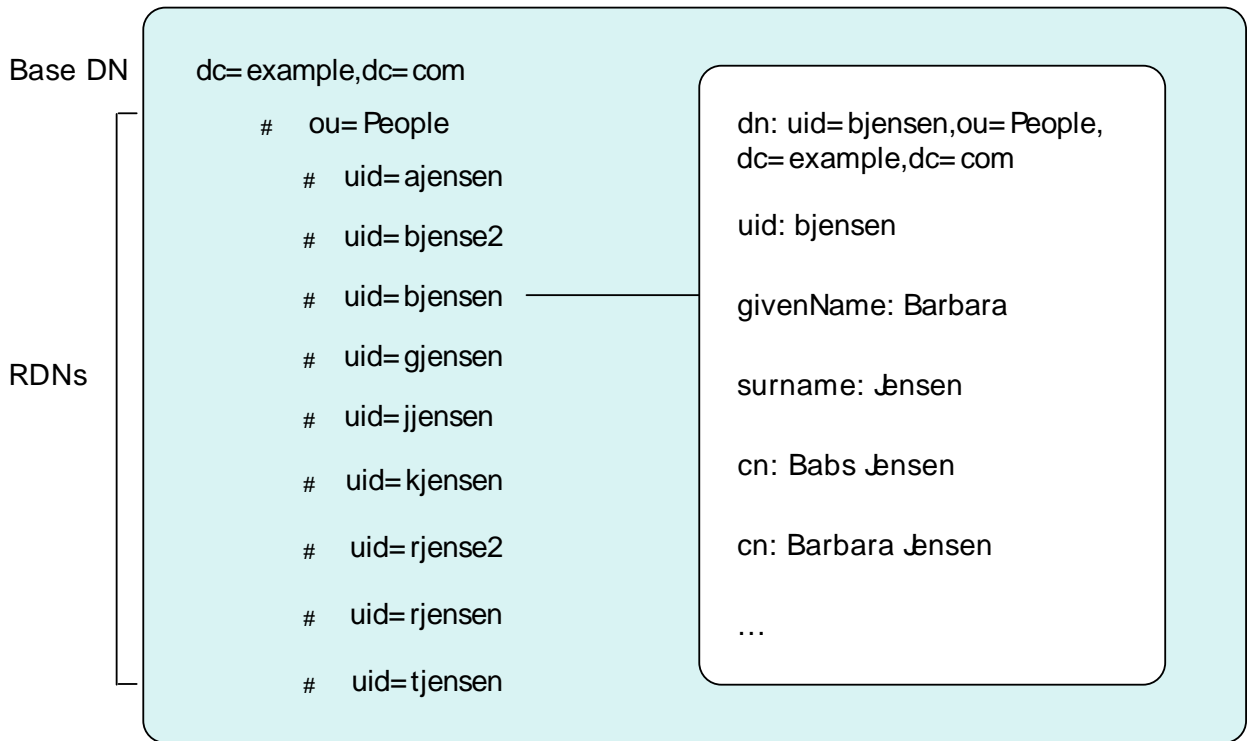 Base DN
dc=example,dc=com
# ou=People
# uid=ajensen
# uid=bjense2
# uid=bjensen
# uid=gjensen
RDNs
# uid=jjensen
# uid=kjensen
# uid=rjense2
# uid=rjensen
# uid=tjensen
dn: uid=bjensen,ou=People,
dc=example,dc=com
uid: bjensen
givenName: Barbara
surname: Jensen
cn: Babs Jensen
cn: Barbara Jensen
…